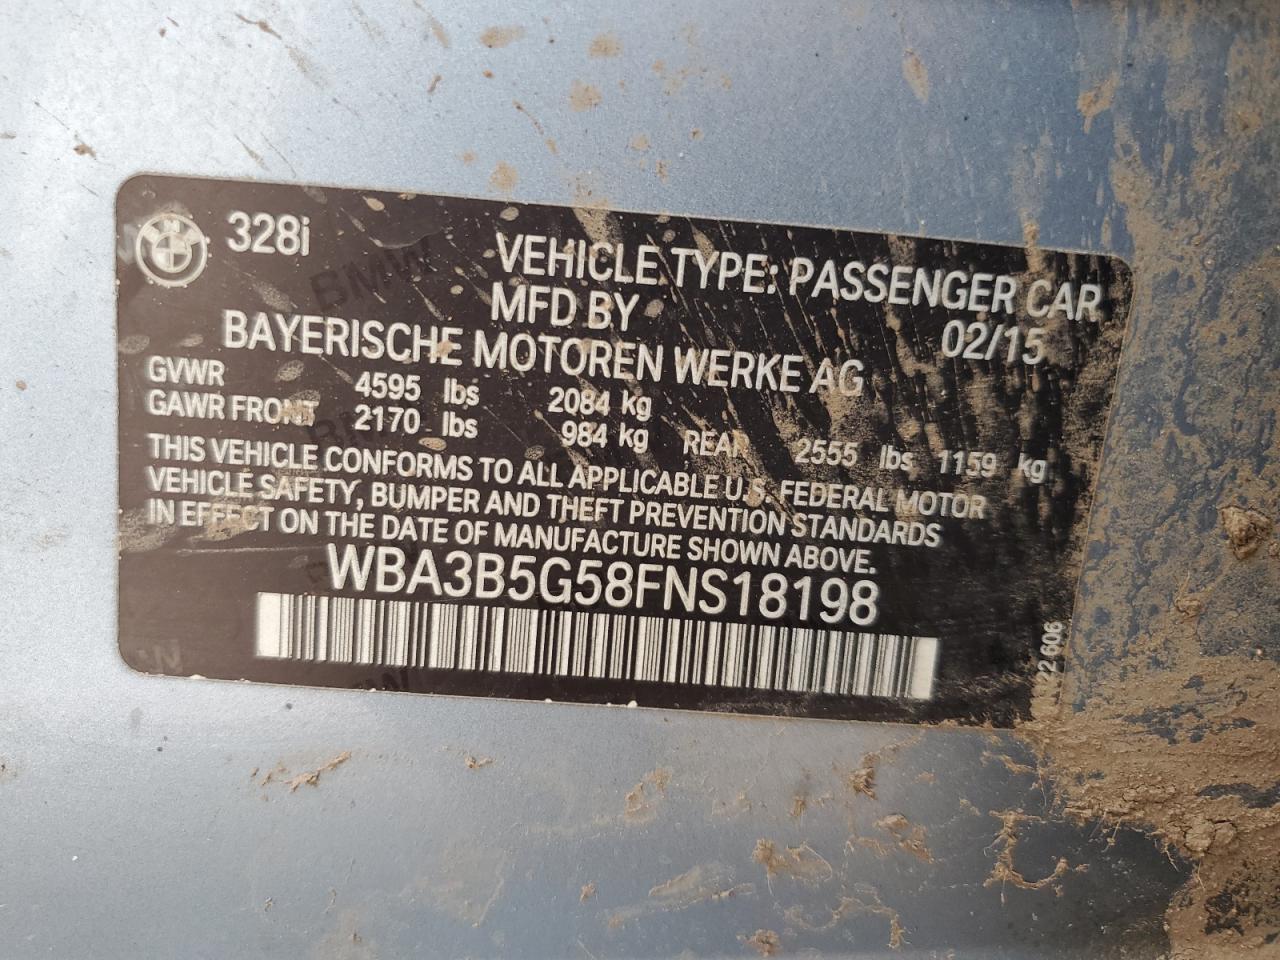 328i
VEHICLE TYPE: PASSENGER CAR
MFD BY
02/15
BAYERISCHE MOTOREN WERKE AG
GVWR 4595 lbs 2084 kg
GAWR FRONT 2170 lbs 984 kg REAR 2555 lbs 1159 kg
THIS VEHICLE CONFORMS TO ALL APPLICABLE U.S. FEDERAL MOTOR
VEHICLE SAFETY, BUMPER AND THEFT PREVENTION STANDARDS
IN EFFECT ON THE DATE OF MANUFACTURE SHOWN ABOVE.
WBA3B5G58FNS18198
BMW